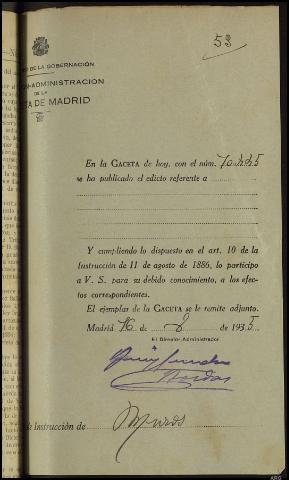 53
DE LA GOBERNACIÓN
ADMINISTRACIÓN
DE LA
DE MADRID
En la GACETA de hoy, con el núm.
se ha publicado el edicto referente a
Y cumpliendo lo dispuesto en el art. 10 de la
Instrucción de 11 de agosto de 1886, lo participo
a V. S. para su debido conocimiento, a los efec-
tos correspondientes.
El ejemplar de la GACETA se le remite adjunto.
Madrid 16 de 8 de 1935.
El Director-Administrador
de Instrucción de Muros